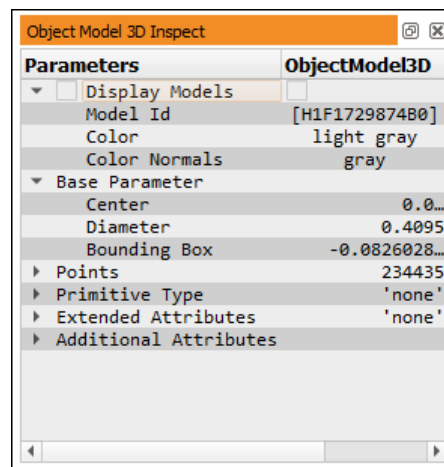 Object Model 3D Inspect
Parameters ObjectModel3D
Display Models
Model Id [H1F1729874B0]
Color light gray
Color Normals gray
Base Parameter
Center 0.0…
Diameter 0.4095
Bounding Box -0.0826028…
Points 234435
Primitive Type 'none'
Extended Attributes 'none'
Additional Attributes